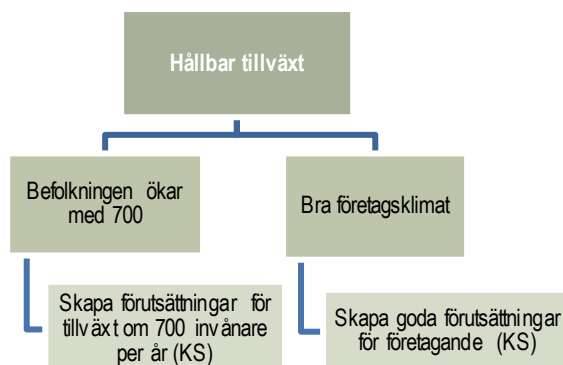 Hållbar tillväxt
Befolkningen ökar
med 700
Bra företagsklimat
Skapa förutsättningar för
tillväxt om 700 invånare
per år (KS)
Skapa goda förutsättningar
för företagande (KS)